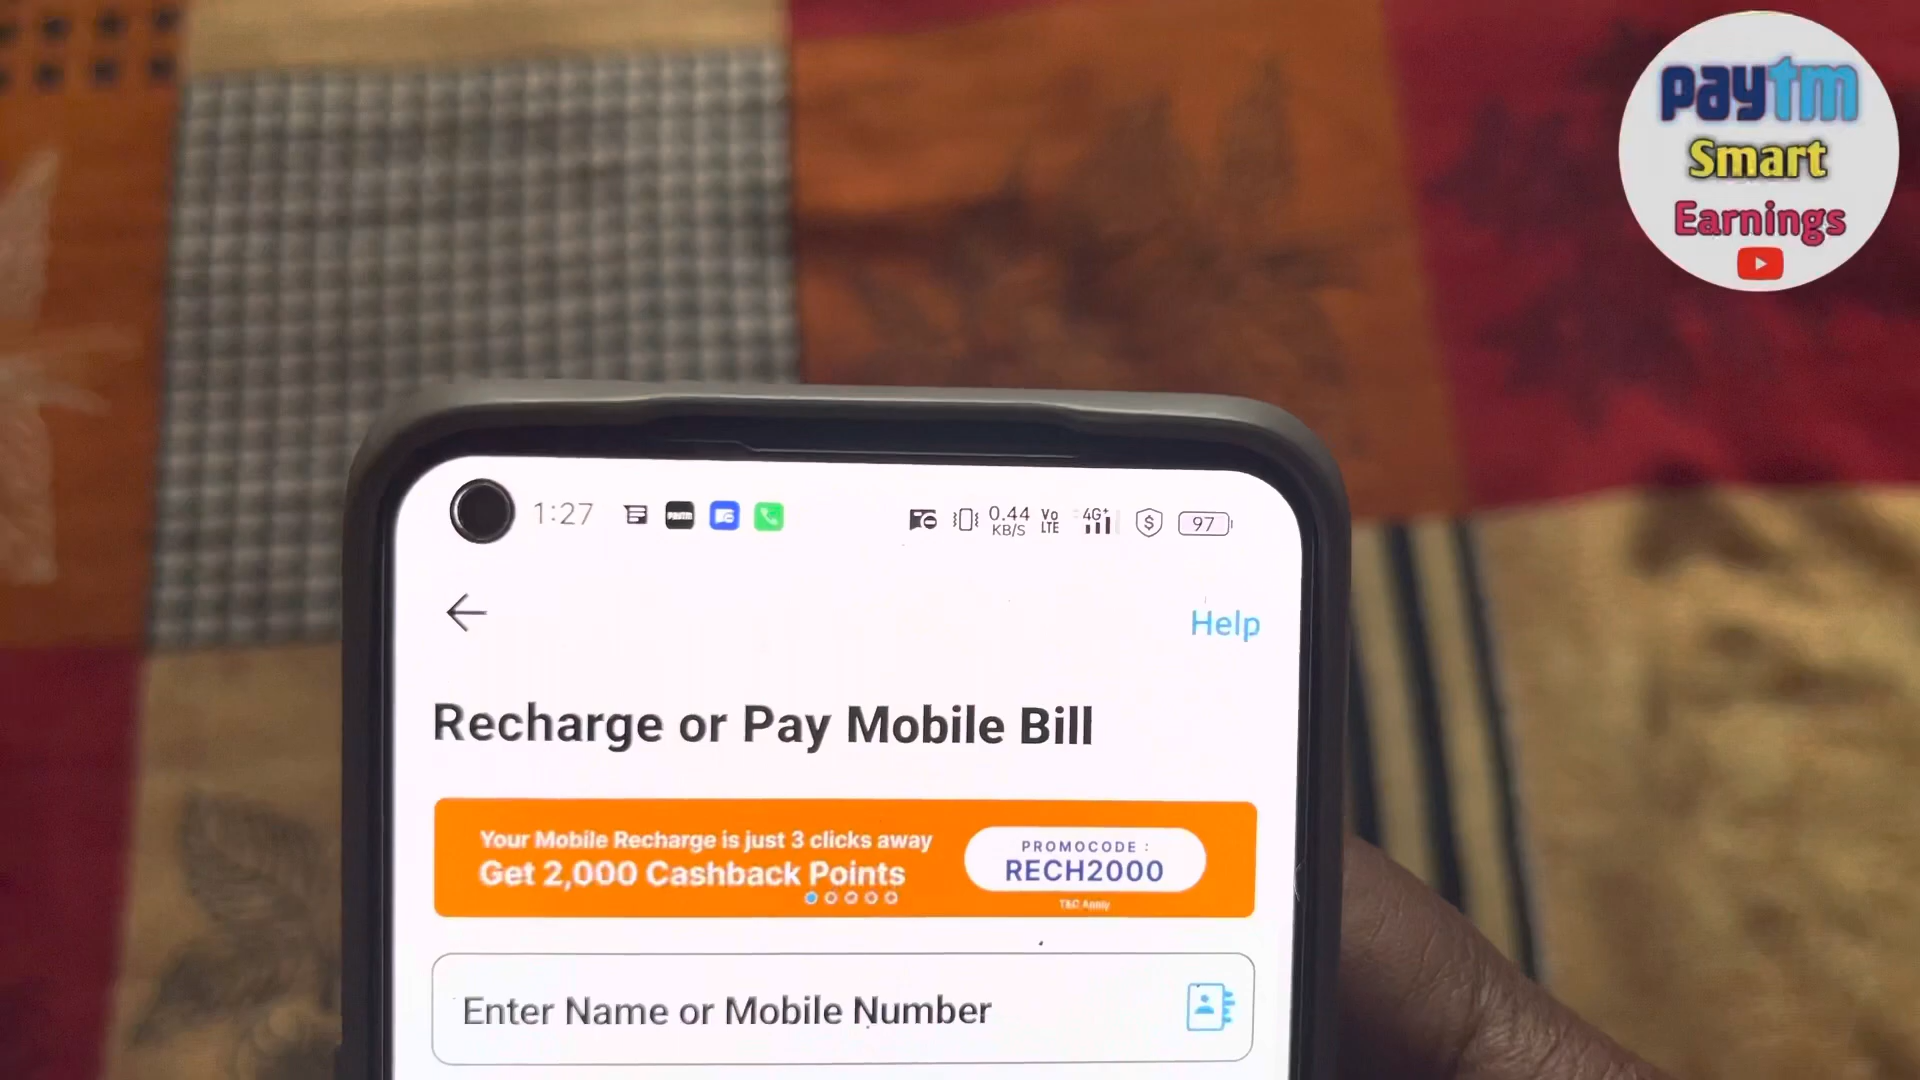 paytm
Smart
Earnings
1:27
paytm
0.44
KB/S
Vo
LTE
4G+
97
Help
Recharge or Pay Mobile Bill
Your Mobile Recharge is just 3 clicks away
Get 2,000 Cashback Points
PROMOCODE :
RECH2000
T&C Apply
Enter Name or Mobile Number